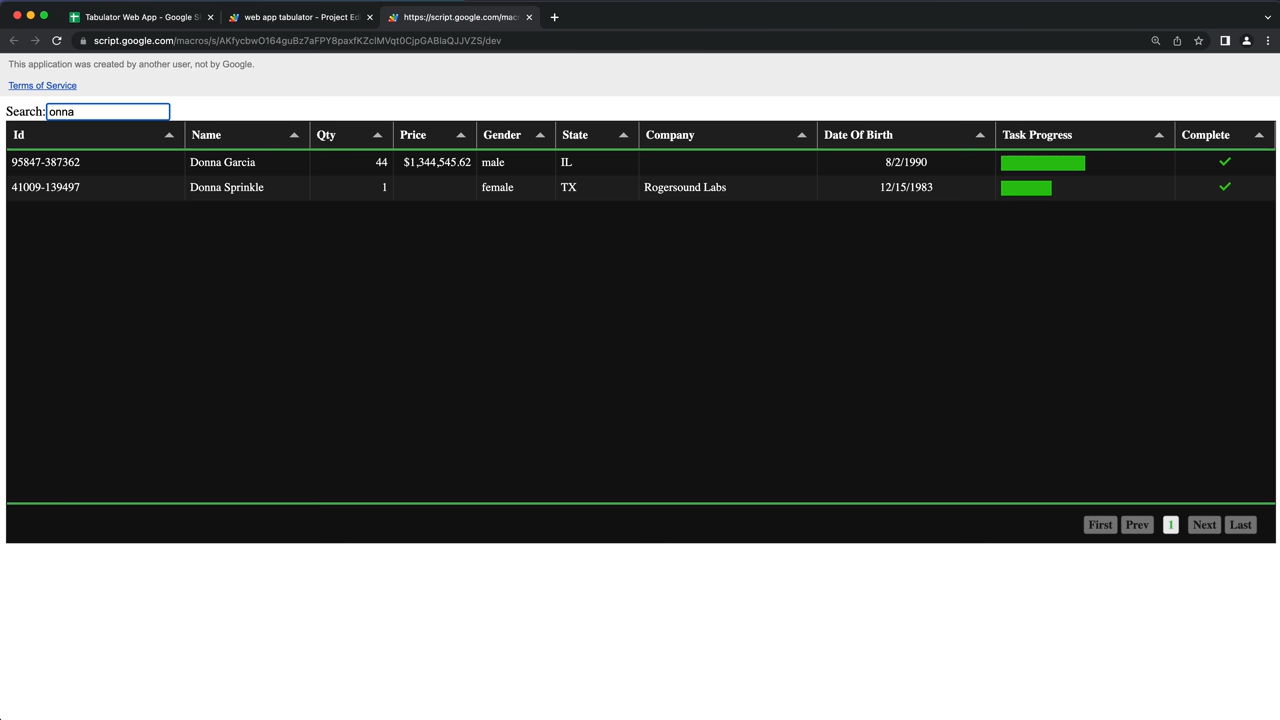 Tabulator Web App - Google S
web app tabulator - Project Edi
https://script.google.com/mac
script.google.com/macros/s/AKfycbwO164guBz7aFPY8paxfKZclMVqt0CjpGABlaQJJVZS/dev
This application was created by another user, not by Google.
Terms of Service
Search: onna
Id Name Qty Price Gender State Company Date Of Birth Task Progress Complete
95847-387362 Donna Garcia 44 $1,344,545.62 male IL 8/2/1990
41009-139497 Donna Sprinkle 1 female TX Rogersound Labs 12/15/1983
First Prev 1 Next Last